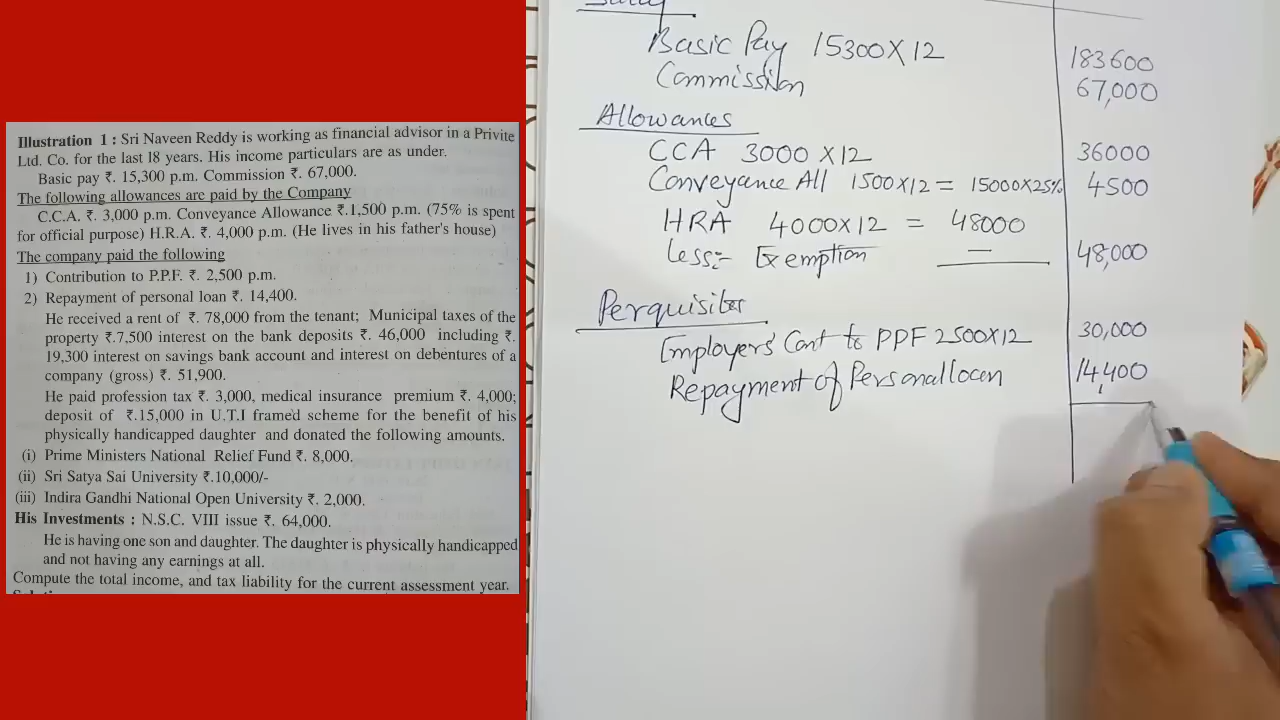 Illustration 1 : Sri Naveen Reddy is working as financial advisor in a Privite
Ltd. Co. for the last 18 years. His income particulars are as under.
Basic pay ₹. 15,300 p.m. Commission ₹. 67,000.
The following allowances are paid by the Company
C.C.A. ₹. 3,000 p.m. Conveyance Allowance ₹.1,500 p.m. (75% is spent
for official purpose) H.R.A. ₹. 4,000 p.m. (He lives in his father's house)
The company paid the following
1) Contribution to P.P.F. ₹. 2,500 p.m.
2) Repayment of personal loan ₹. 14,400.
He received a rent of ₹. 78,000 from the tenant; Municipal taxes of the
property ₹.7,500 interest on the bank deposits ₹. 46,000 including ₹.
19,300 interest on savings bank account and interest on debentures of a
company (gross) ₹. 51,900.
He paid profession tax ₹. 3,000, medical insurance premium ₹. 4,000;
deposit of ₹.15,000 in U.T.I framed scheme for the benefit of his
physically handicapped daughter and donated the following amounts.
(i) Prime Ministers National Relief Fund ₹. 8,000.
(ii) Sri Satya Sai University ₹.10,000/-
(iii) Indira Gandhi National Open University ₹. 2,000.
His Investments : N.S.C. VIII issue ₹. 64,000.
He is having one son and daughter. The daughter is physically handicapped
and not having any earnings at all.
Compute the total income, and tax liability for the current assessment year.
Basic Pay 15300 X 12 183600
Commission 67,000
Allowances
CCA 3000 X 12 36000
Conveyance All 1500X12 = 15000X25% 4500
HRA 4000X12 = 48000
Less:- Exemption — 48,000
Perquisites
Employers' Cont to PPF 2500X12 30,000
Repayment of Personal loan 14,400